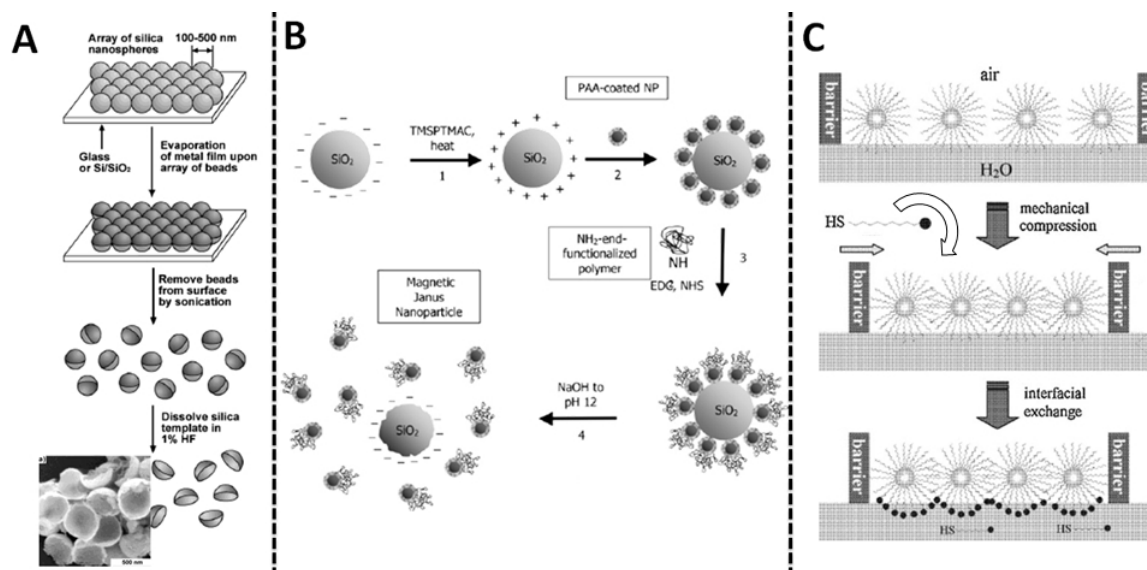 A
Array of silica
nanospheres
100-500 nm
Glass
or Si/SiO₂
Evaporation
of metal film upon
array of beads
Remove beads
from surface
by sonication
Dissolve silica
template in
1% HF
a)
500 nm
B
PAA-coated NP
SiO₂
TMSPTMAC,
heat
1
SiO₂
2
SiO₂
NH₂-end-
functionalized
polymer
NH
EDC, NHS
3
Magnetic
Janus
Nanoparticle
SiO₂
NaOH to
pH 12
4
SiO₂
C
air
barrier
barrier
H₂O
HS
mechanical
compression
barrier
barrier
interfacial
exchange
barrier
barrier
HS
HS